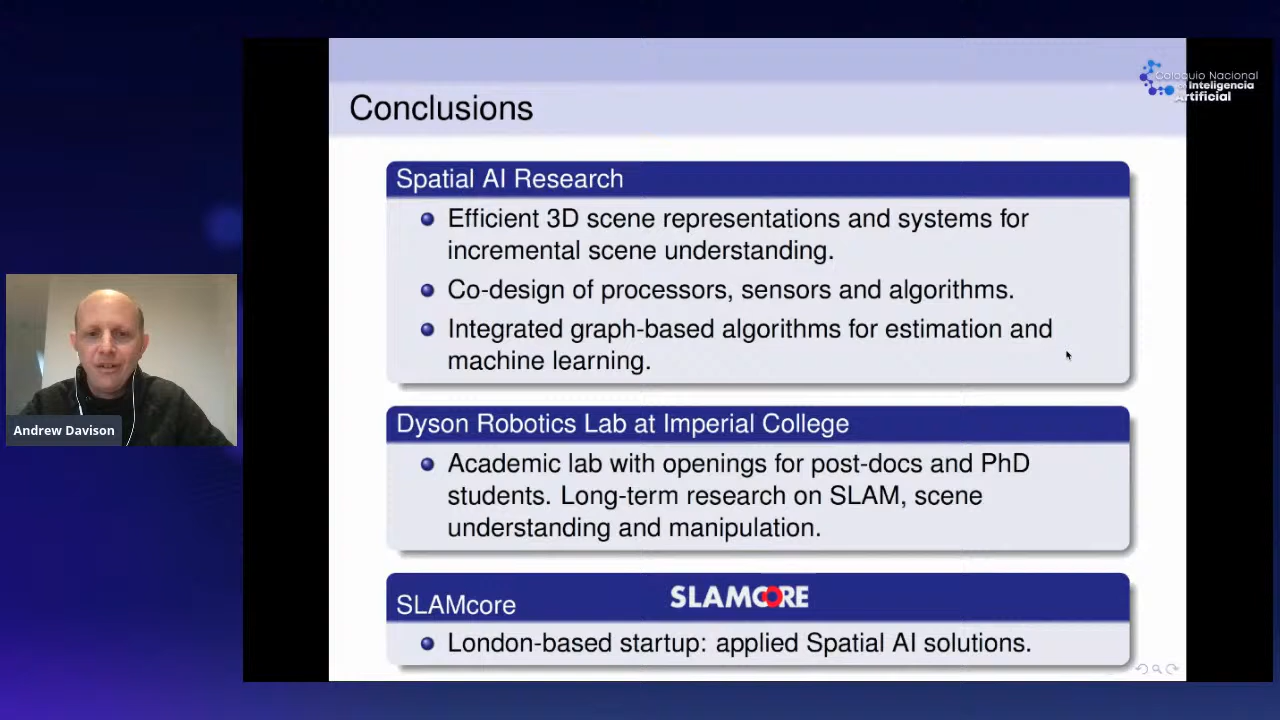 Conclusions
Coloquio Nacional
de Inteligencia
Artificial
Spatial AI Research
Efficient 3D scene representations and systems for
incremental scene understanding.
Co-design of processors, sensors and algorithms.
Integrated graph-based algorithms for estimation and
machine learning.
Andrew Davison
Dyson Robotics Lab at Imperial College
Academic lab with openings for post-docs and PhD
students. Long-term research on SLAM, scene
understanding and manipulation.
SLAMcore
SLAMCORE
London-based startup: applied Spatial AI solutions.